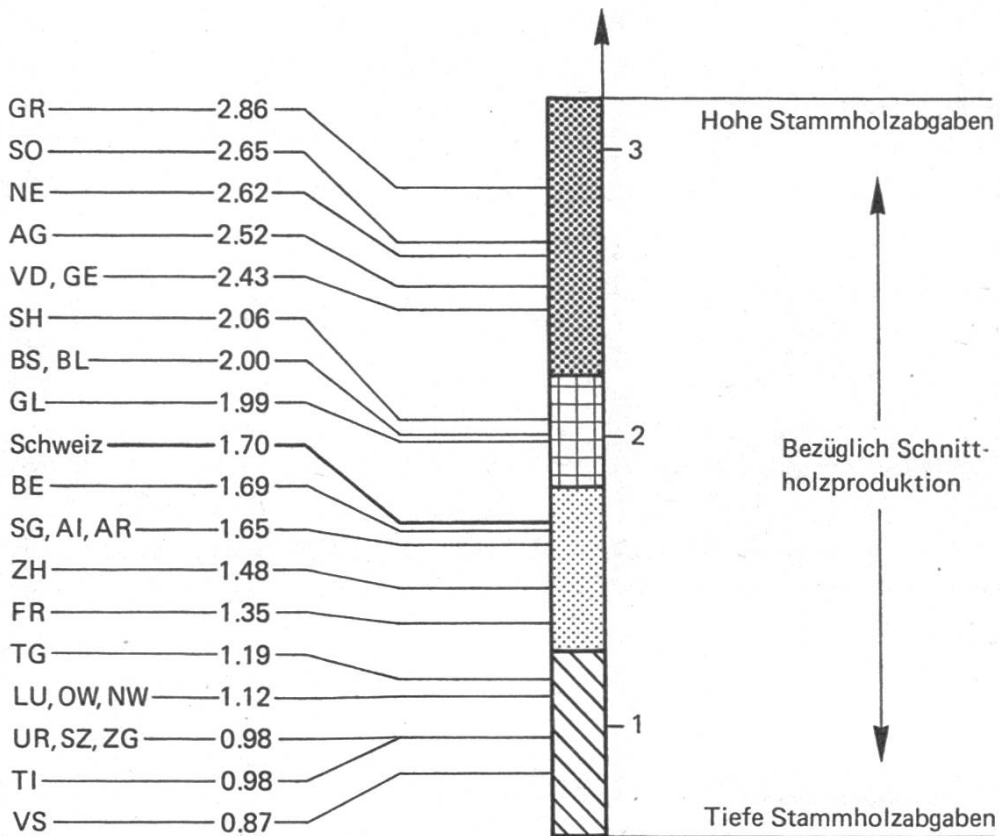 GR 2.86
SO 2.65
NE 2.62
AG 2.52
VD, GE 2.43
SH 2.06
BS, BL 2.00
GL 1.99
Schweiz 1.70
BE 1.69
SG, AI, AR 1.65
ZH 1.48
FR 1.35
TG 1.19
LU, OW, NW 1.12
UR, SZ, ZG 0.98
TI 0.98
VS 0.87
3
2
1
Hohe Stammholzabgaben
Bezüglich Schnitt-
holzproduktion
Tiefe Stammholzabgaben